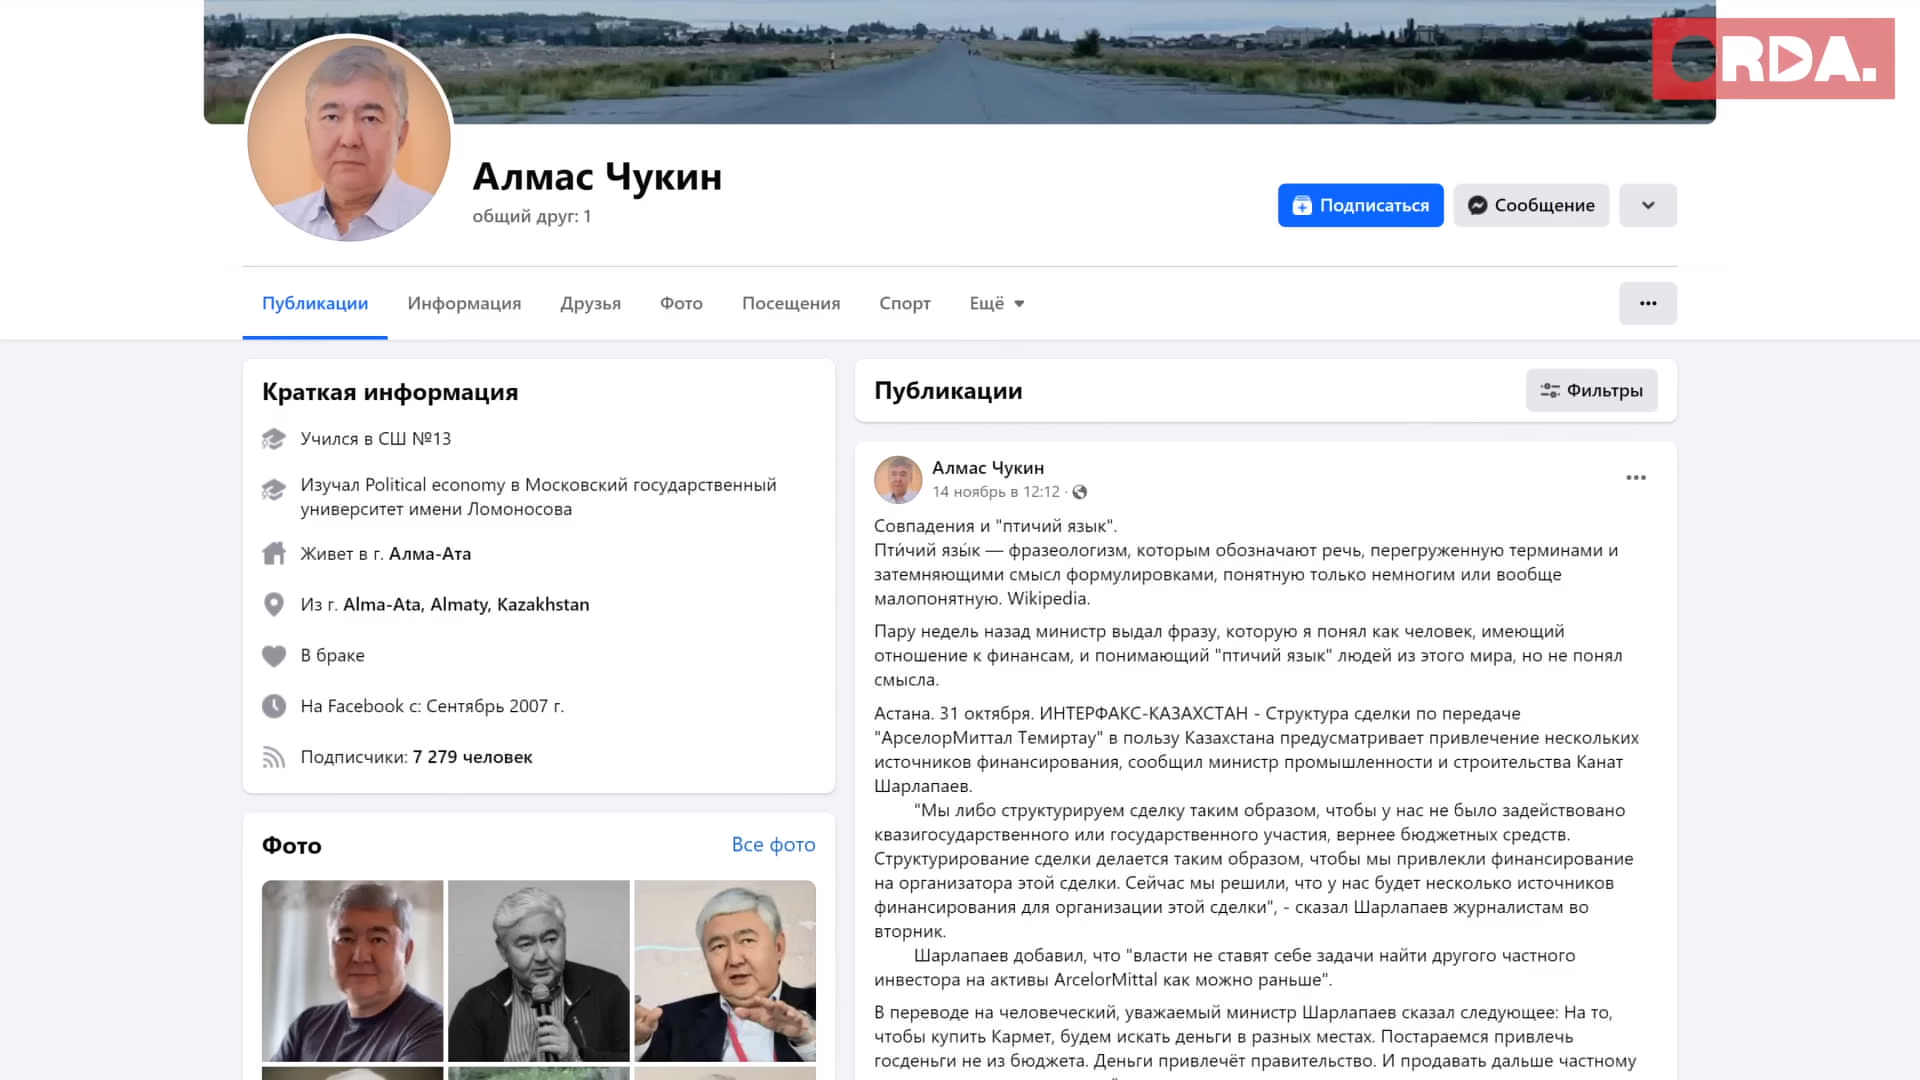 ORDA.
Алмас Чукин
общий друг: 1
Подписаться
Сообщение
Публикации
Информация
Друзья
Фото
Посещения
Спорт
Ещё
Краткая информация
Учился в СШ №13
Изучал Political economy в Московский государственный
университет имени Ломоносова
Живет в г. Алма-Ата
Из г. Alma-Ata, Almaty, Kazakhstan
В браке
На Facebook с: Сентябрь 2007 г.
Подписчики: 7 279 человек
Фото
Все фото
Публикации
Фильтры
Алмас Чукин
14 ноябрь в 12:12 ·
Совпадения и "птичий язык".
Пти́чий язы́к — фразеологизм, которым обозначают речь, перегруженную терминами и
затемняющими смысл формулировками, понятную только немногим или вообще
малопонятную. Wikipedia.
Пару недель назад министр выдал фразу, которую я понял как человек, имеющий
отношение к финансам, и понимающий "птичий язык" людей из этого мира, но не понял
смысла.
Астана. 31 октября. ИНТЕРФАКС-КАЗАХСТАН - Структура сделки по передаче
"АрселорМиттал Темиртау" в пользу Казахстана предусматривает привлечение нескольких
источников финансирования, сообщил министр промышленности и строительства Канат
Шарлапаев.
"Мы либо структурируем сделку таким образом, чтобы у нас не было задействовано
квазигосударственного или государственного участия, вернее бюджетных средств.
Структурирование сделки делается таким образом, чтобы мы привлекли финансирование
на организатора этой сделки. Сейчас мы решили, что у нас будет несколько источников
финансирования для организации этой сделки", - сказал Шарлапаев журналистам во
вторник.
Шарлапаев добавил, что "власти не ставят себе задачи найти другого частного
инвестора на активы ArcelorMittal как можно раньше".
В переводе на человеческий, уважаемый министр Шарлапаев сказал следующее: На то,
чтобы купить Кармет, будем искать деньги в разных местах. Постараемся привлечь
госденьги не из бюджета. Деньги привлечёт правительство. И продавать дальше частному